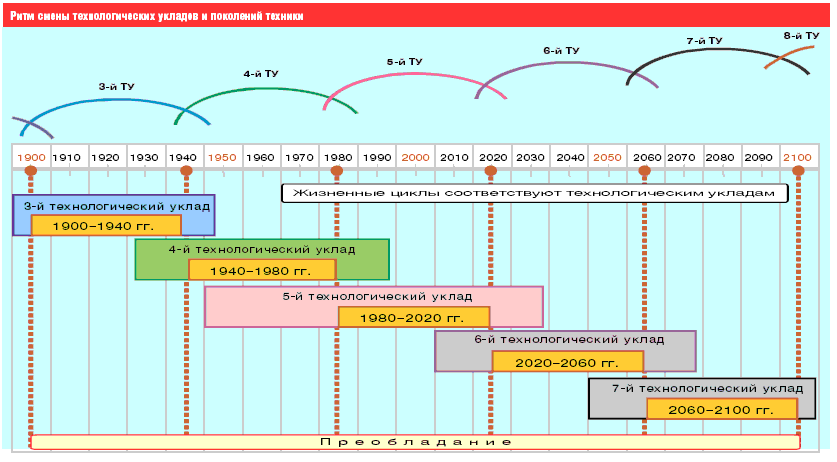 Ритм смены технологических укладов и поколений техники
8-й ТУ
7-й ТУ
6-й ТУ
5-й ТУ
4-й ТУ
3-й ТУ
1900 1910 1920 1930 1940 1950 1960 1970 1980 1990 2000 2010 2020 2030 2040 2050 2060 2070 2080 2090 2100
Жизненные циклы соответствуют технологическим укладам
3-й технологический уклад
1900–1940 гг.
4-й технологический уклад
1940–1980 гг.
5-й технологический уклад
1980–2020 гг.
6-й технологический уклад
2020–2060 гг.
7-й технологический уклад
2060–2100 гг.
Преобладание